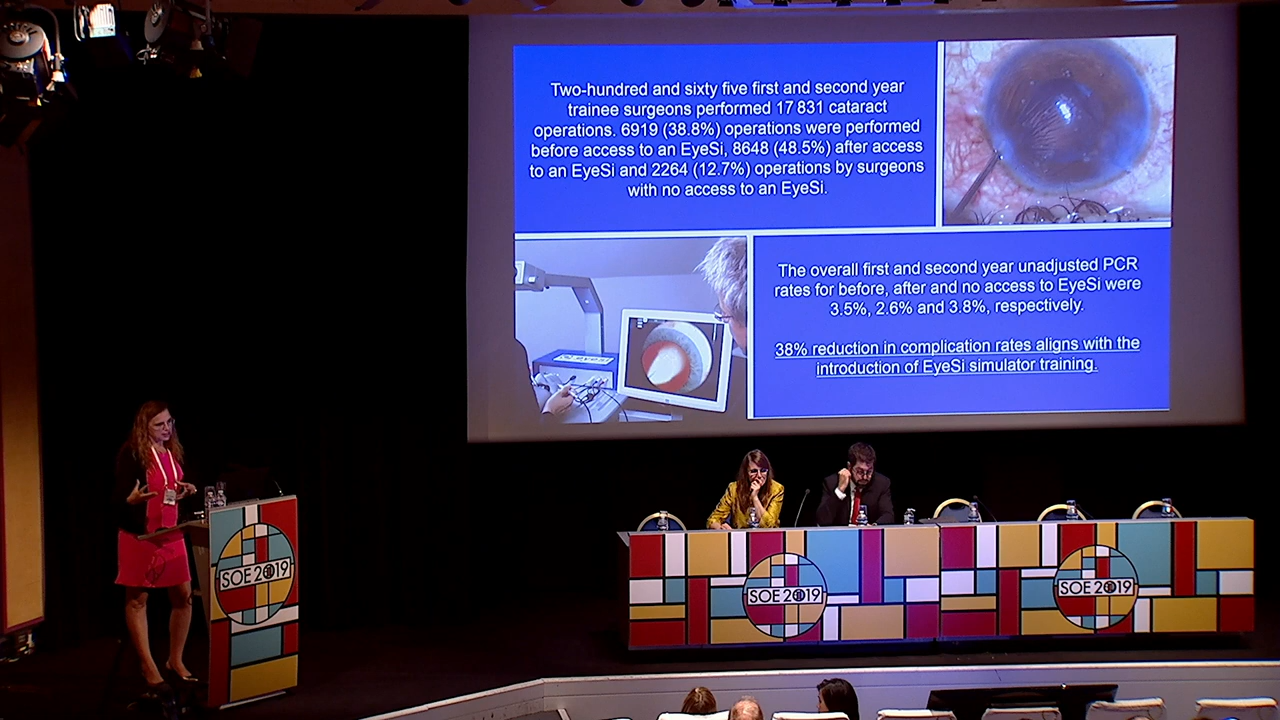 Two-hundred and sixty five first and second year
trainee surgeons performed 17 831 cataract
operations. 6919 (38.8%) operations were performed
before access to an EyeSi, 8648 (48.5%) after access
to an EyeSi and 2264 (12.7%) operations by surgeons
with no access to an EyeSi.
The overall first and second year unadjusted PCR
rates for before, after and no access to EyeSi were
3.5%, 2.6% and 3.8%, respectively.
38% reduction in complication rates aligns with the
introduction of EyeSi simulator training.
SOE 2019
SOE 2019
SOE 2019